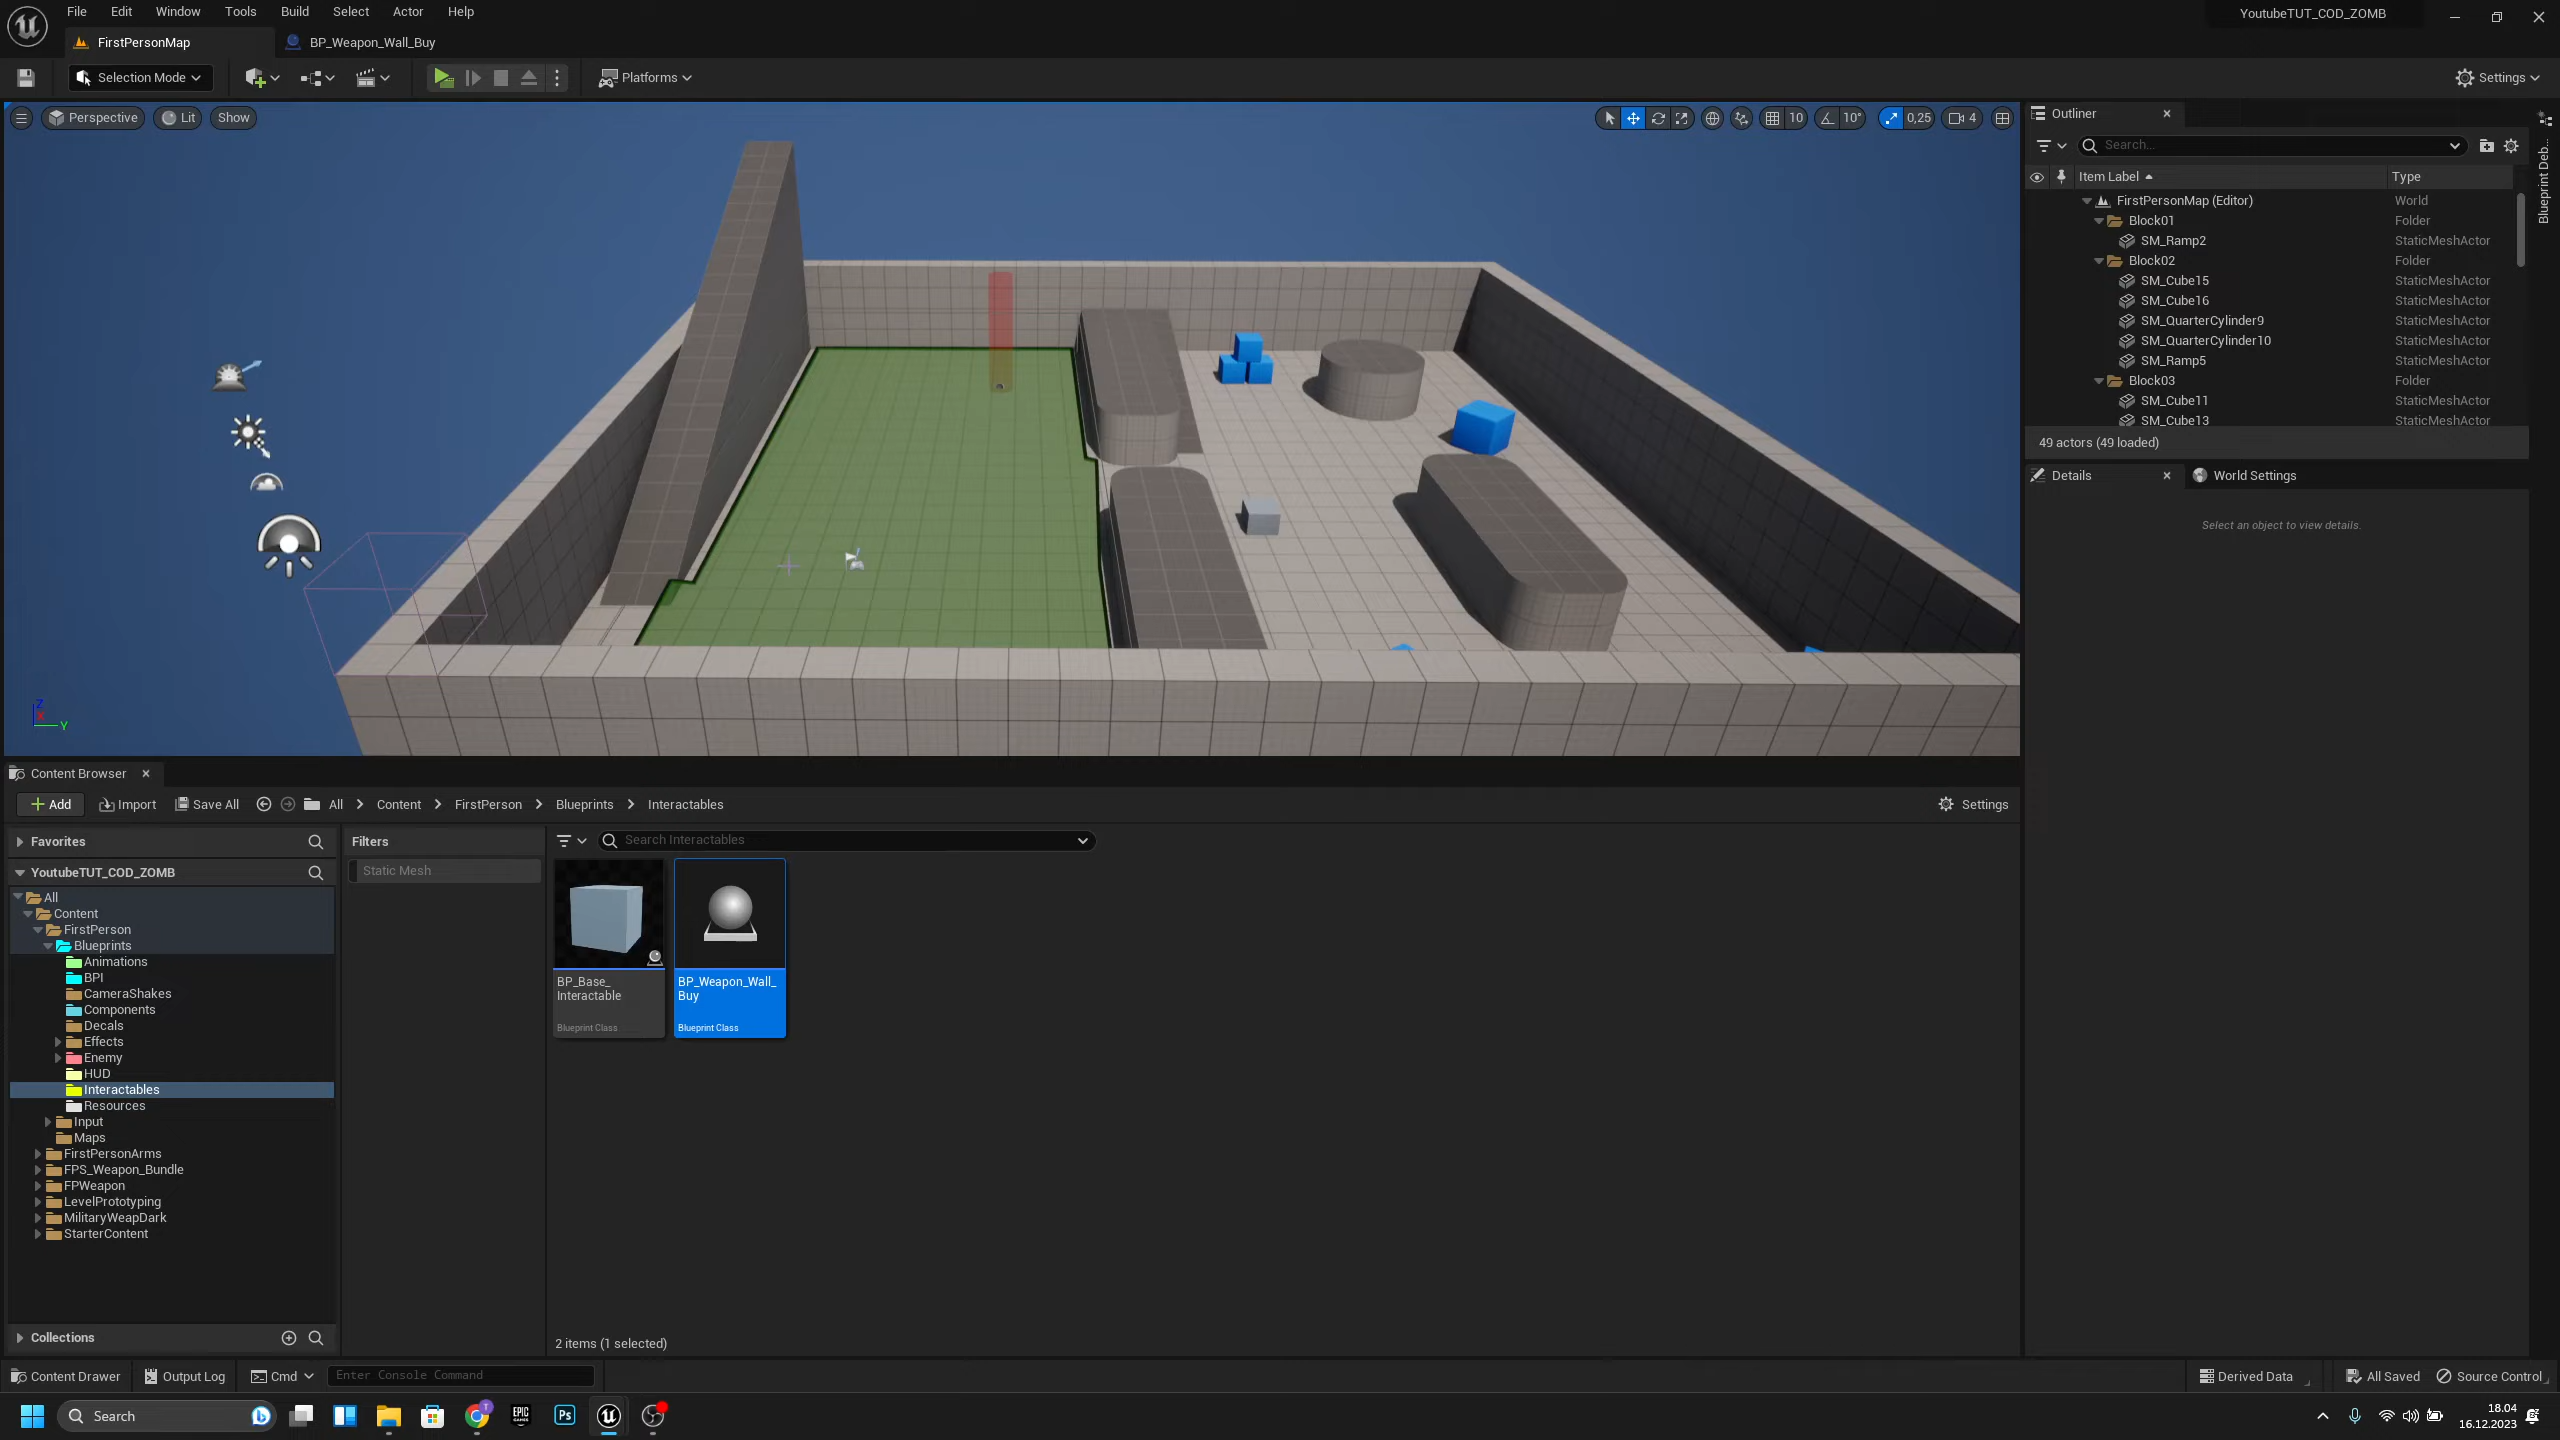 File Edit Window Tools Build Select Actor Help
YoutubeTUT_COD_ZOMB
FirstPersonMap
BP_Weapon_Wall_Buy
Selection Mode
Platforms
Settings
Perspective
Lit
Show
10
10°
0,25
4
Z
X
Y
Outliner
Search...
Item Label
Type
FirstPersonMap (Editor) World
Block01 Folder
SM_Ramp2 StaticMeshActor
Block02 Folder
SM_Cube15 StaticMeshActor
SM_Cube16 StaticMeshActor
SM_QuarterCylinder9 StaticMeshActor
SM_QuarterCylinder10 StaticMeshActor
SM_Ramp5 StaticMeshActor
Block03 Folder
SM_Cube11 StaticMeshActor
SM_Cube13 StaticMeshActor
49 actors (49 loaded)
Blueprint Deb...
Details
World Settings
Select an object to view details.
Content Browser
Add
Import
Save All
All Content FirstPerson Blueprints Interactables
Settings
Favorites
YoutubeTUT_COD_ZOMB
All
Content
FirstPerson
Blueprints
Animations
BPI
CameraShakes
Components
Decals
Effects
Enemy
HUD
Interactables
Resources
Input
Maps
FirstPersonArms
FPS_Weapon_Bundle
FPWeapon
LevelPrototyping
MilitaryWeapDark
StarterContent
Collections
Filters
Static Mesh
Search Interactables
BP_Base_
Interactable
Blueprint Class
BP_Weapon_Wall_
Buy
Blueprint Class
2 items (1 selected)
Content Drawer
Output Log
Cmd
Enter Console Command
Derived Data
All Saved
Source Control
Search
T
EPIC
GAMES
Ps
18.04
16.12.2023